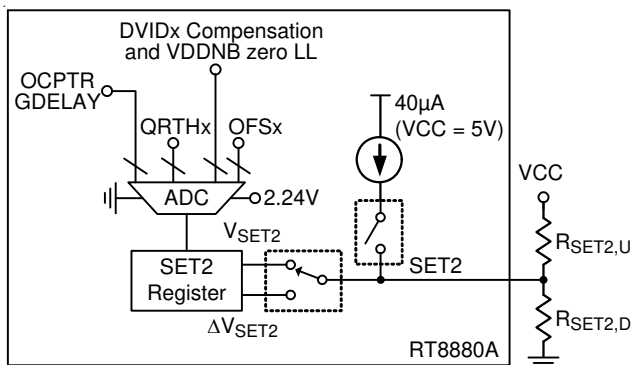 DVIDx Compensation
and VDDNB zero LL
OCPTR
GDELAY
QRTHx
OFSx
40µA
(VCC = 5V)
ADC
2.24V
VCC
VSET2
SET2
Register
SET2
RSET2,U
ΔVSET2
RSET2,D
RT8880A